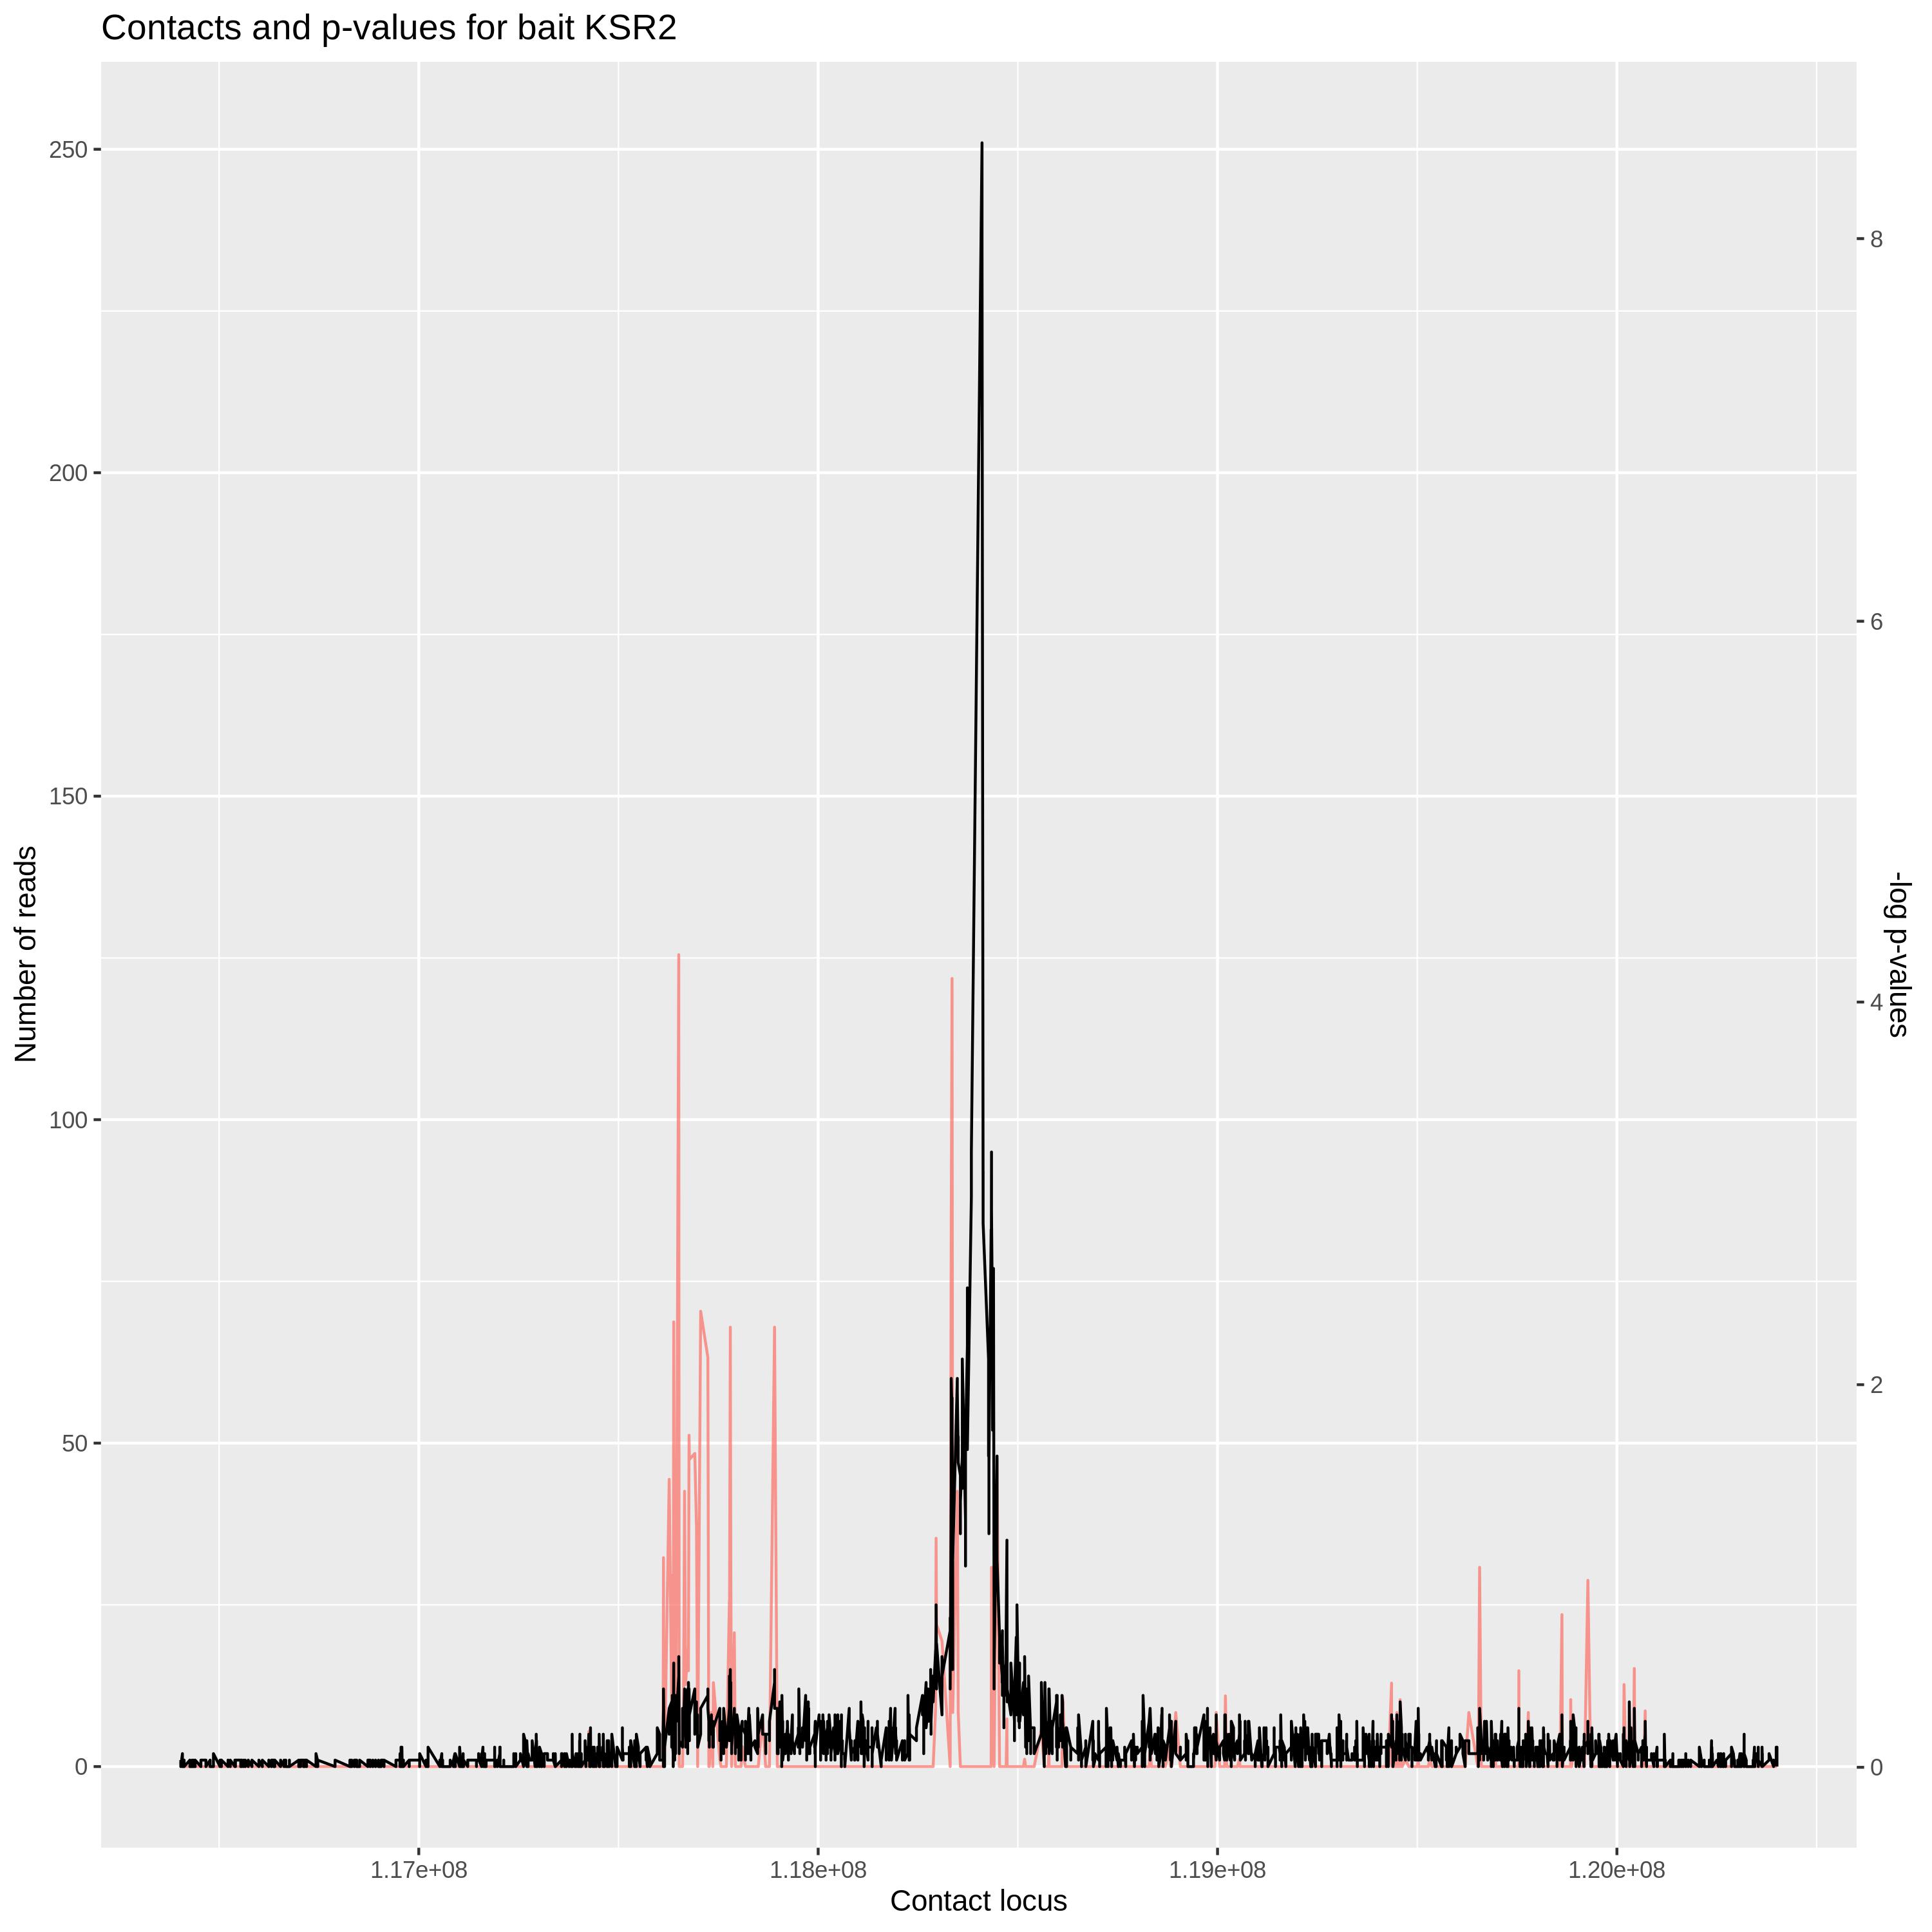 Contacts and p-values for bait KSR2
250
200
150
100
50
0
Number of reads
8
6
4
2
0
-log p-values
1.17e+08
1.18e+08
1.19e+08
1.20e+08
Contact locus